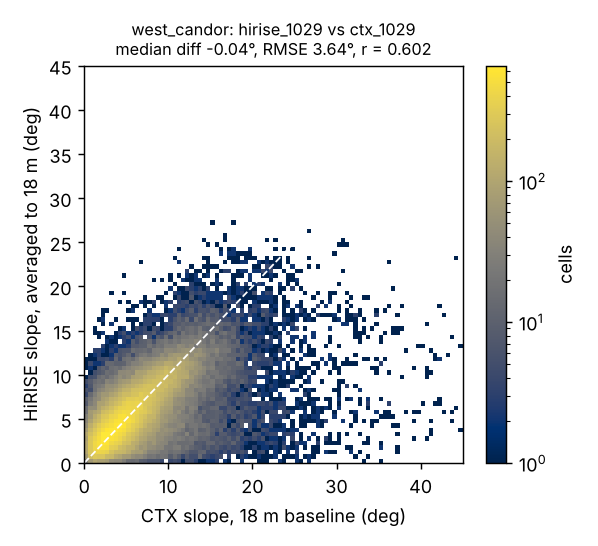 west_candor: hirise_1029 vs ctx_1029
median diff -0.04°, RMSE 3.64°, r = 0.602
HiRISE slope, averaged to 18 m (deg)
45
40
35
30
25
20
15
10
5
0
0 10 20 30 40
CTX slope, 18 m baseline (deg)
10²
10¹
10⁰
cells